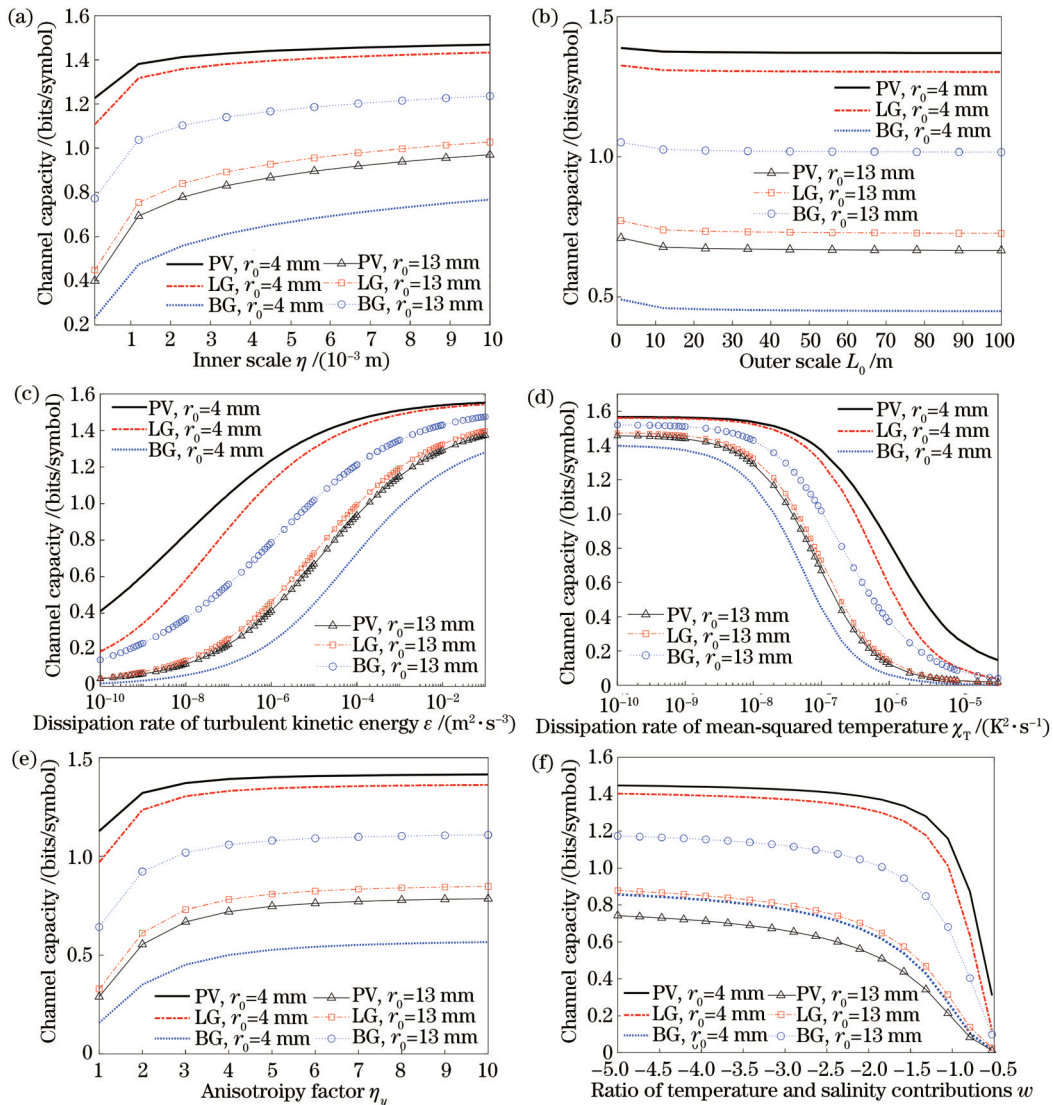 (a)
1.6
1.4
1.2
1.0
0.8
0.6
0.4
0.2
Channel capacity /(bits/symbol)
PV, r₀=4 mm
LG, r₀=4 mm
BG, r₀=4 mm
PV, r₀=13 mm
LG, r₀=13 mm
BG, r₀=13 mm
1 2 3 4 5 6 7 8 9 10
Inner scale η /(10⁻³ m)
(b)
1.5
1.0
0.5
Channel capacity /(bits/symbol)
PV, r₀=4 mm
LG, r₀=4 mm
BG, r₀=4 mm
PV, r₀=13 mm
LG, r₀=13 mm
BG, r₀=13 mm
0 10 20 30 40 50 60 70 80 90 100
Outer scale L₀ /m
(c)
1.6
1.4
1.2
1.0
0.8
0.6
0.4
0.2
0
Channel capacity /(bits/symbol)
PV, r₀=4 mm
LG, r₀=4 mm
BG, r₀=4 mm
PV, r₀=13 mm
LG, r₀=13 mm
BG, r₀=13 mm
10⁻¹⁰ 10⁻⁸ 10⁻⁶ 10⁻⁴ 10⁻²
Dissipation rate of turbulent kinetic energy ε /(m²·s⁻³)
(d)
1.6
1.4
1.2
1.0
0.8
0.6
0.4
0.2
0
Channel capacity /(bits/symbol)
PV, r₀=4 mm
LG, r₀=4 mm
BG, r₀=4 mm
PV, r₀=13 mm
LG, r₀=13 mm
BG, r₀=13 mm
10⁻¹⁰ 10⁻⁹ 10⁻⁸ 10⁻⁷ 10⁻⁶ 10⁻⁵
Dissipation rate of mean-squared temperature χ_T /(K²·s⁻¹)
(e)
1.5
1.0
0.5
0
Channel capacity /(bits/symbol)
PV, r₀=4 mm
LG, r₀=4 mm
BG, r₀=4 mm
PV, r₀=13 mm
LG, r₀=13 mm
BG, r₀=13 mm
1 2 3 4 5 6 7 8 9 10
Anisotroipy factor η_y
(f)
1.6
1.4
1.2
1.0
0.8
0.6
0.4
0.2
0
Channel capacity /(bits/symbol)
PV, r₀=4 mm
LG, r₀=4 mm
BG, r₀=4 mm
PV, r₀=13 mm
LG, r₀=13 mm
BG, r₀=13 mm
−5.0 −4.5 −4.0 −3.5 −3.0 −2.5 −2.0 −1.5 −1.0 −0.5
Ratio of temperature and salinity contributions w